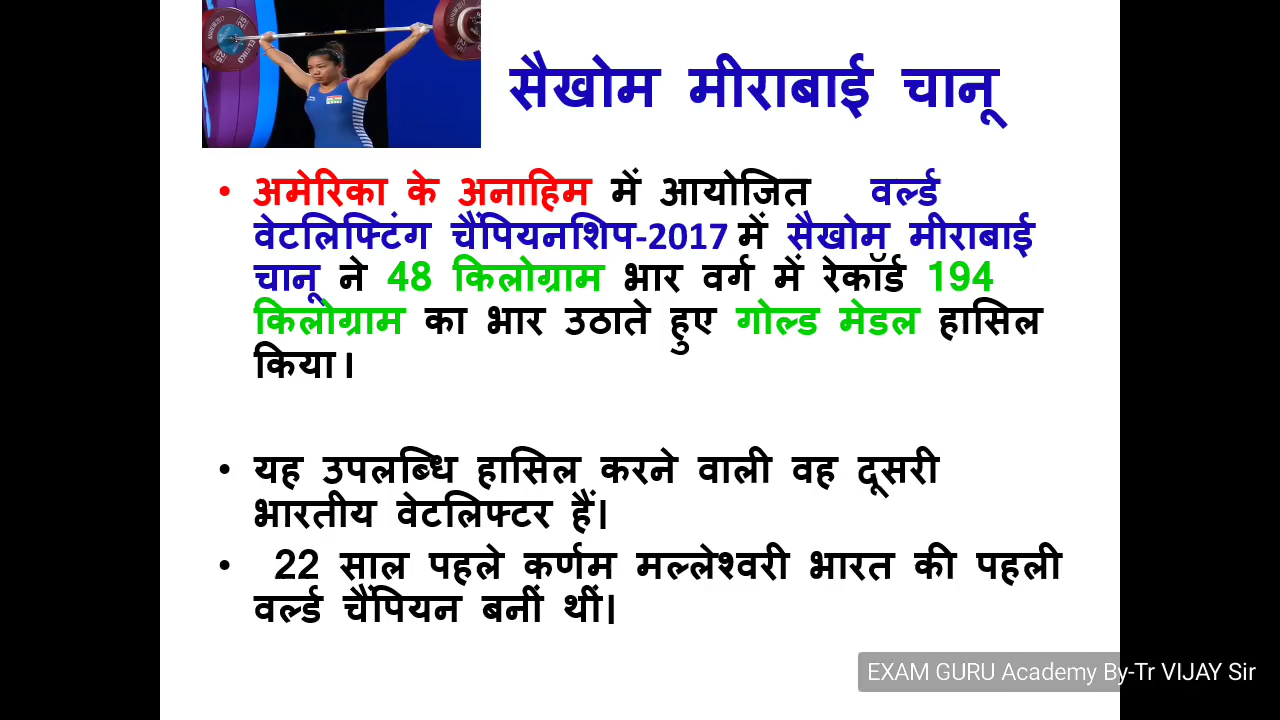 सैखोम मीराबाई चानू
• अमेरिका के अनाहिम में आयोजित वर्ल्ड
वेटलिफ्टिंग चैंपियनशिप-2017 में सैखोम मीराबाई
चानू ने 48 किलोग्राम भार वर्ग में रेकॉर्ड 194
किलोग्राम का भार उठाते हुए गोल्ड मेडल हासिल
किया।
• यह उपलब्धि हासिल करने वाली वह दूसरी
भारतीय वेटलिफ्टर हैं।
• 22 साल पहले कर्णम मल्लेश्वरी भारत की पहली
वर्ल्ड चैंपियन बनीं थीं।
EXAM GURU Academy By-Tr VIJAY Sir